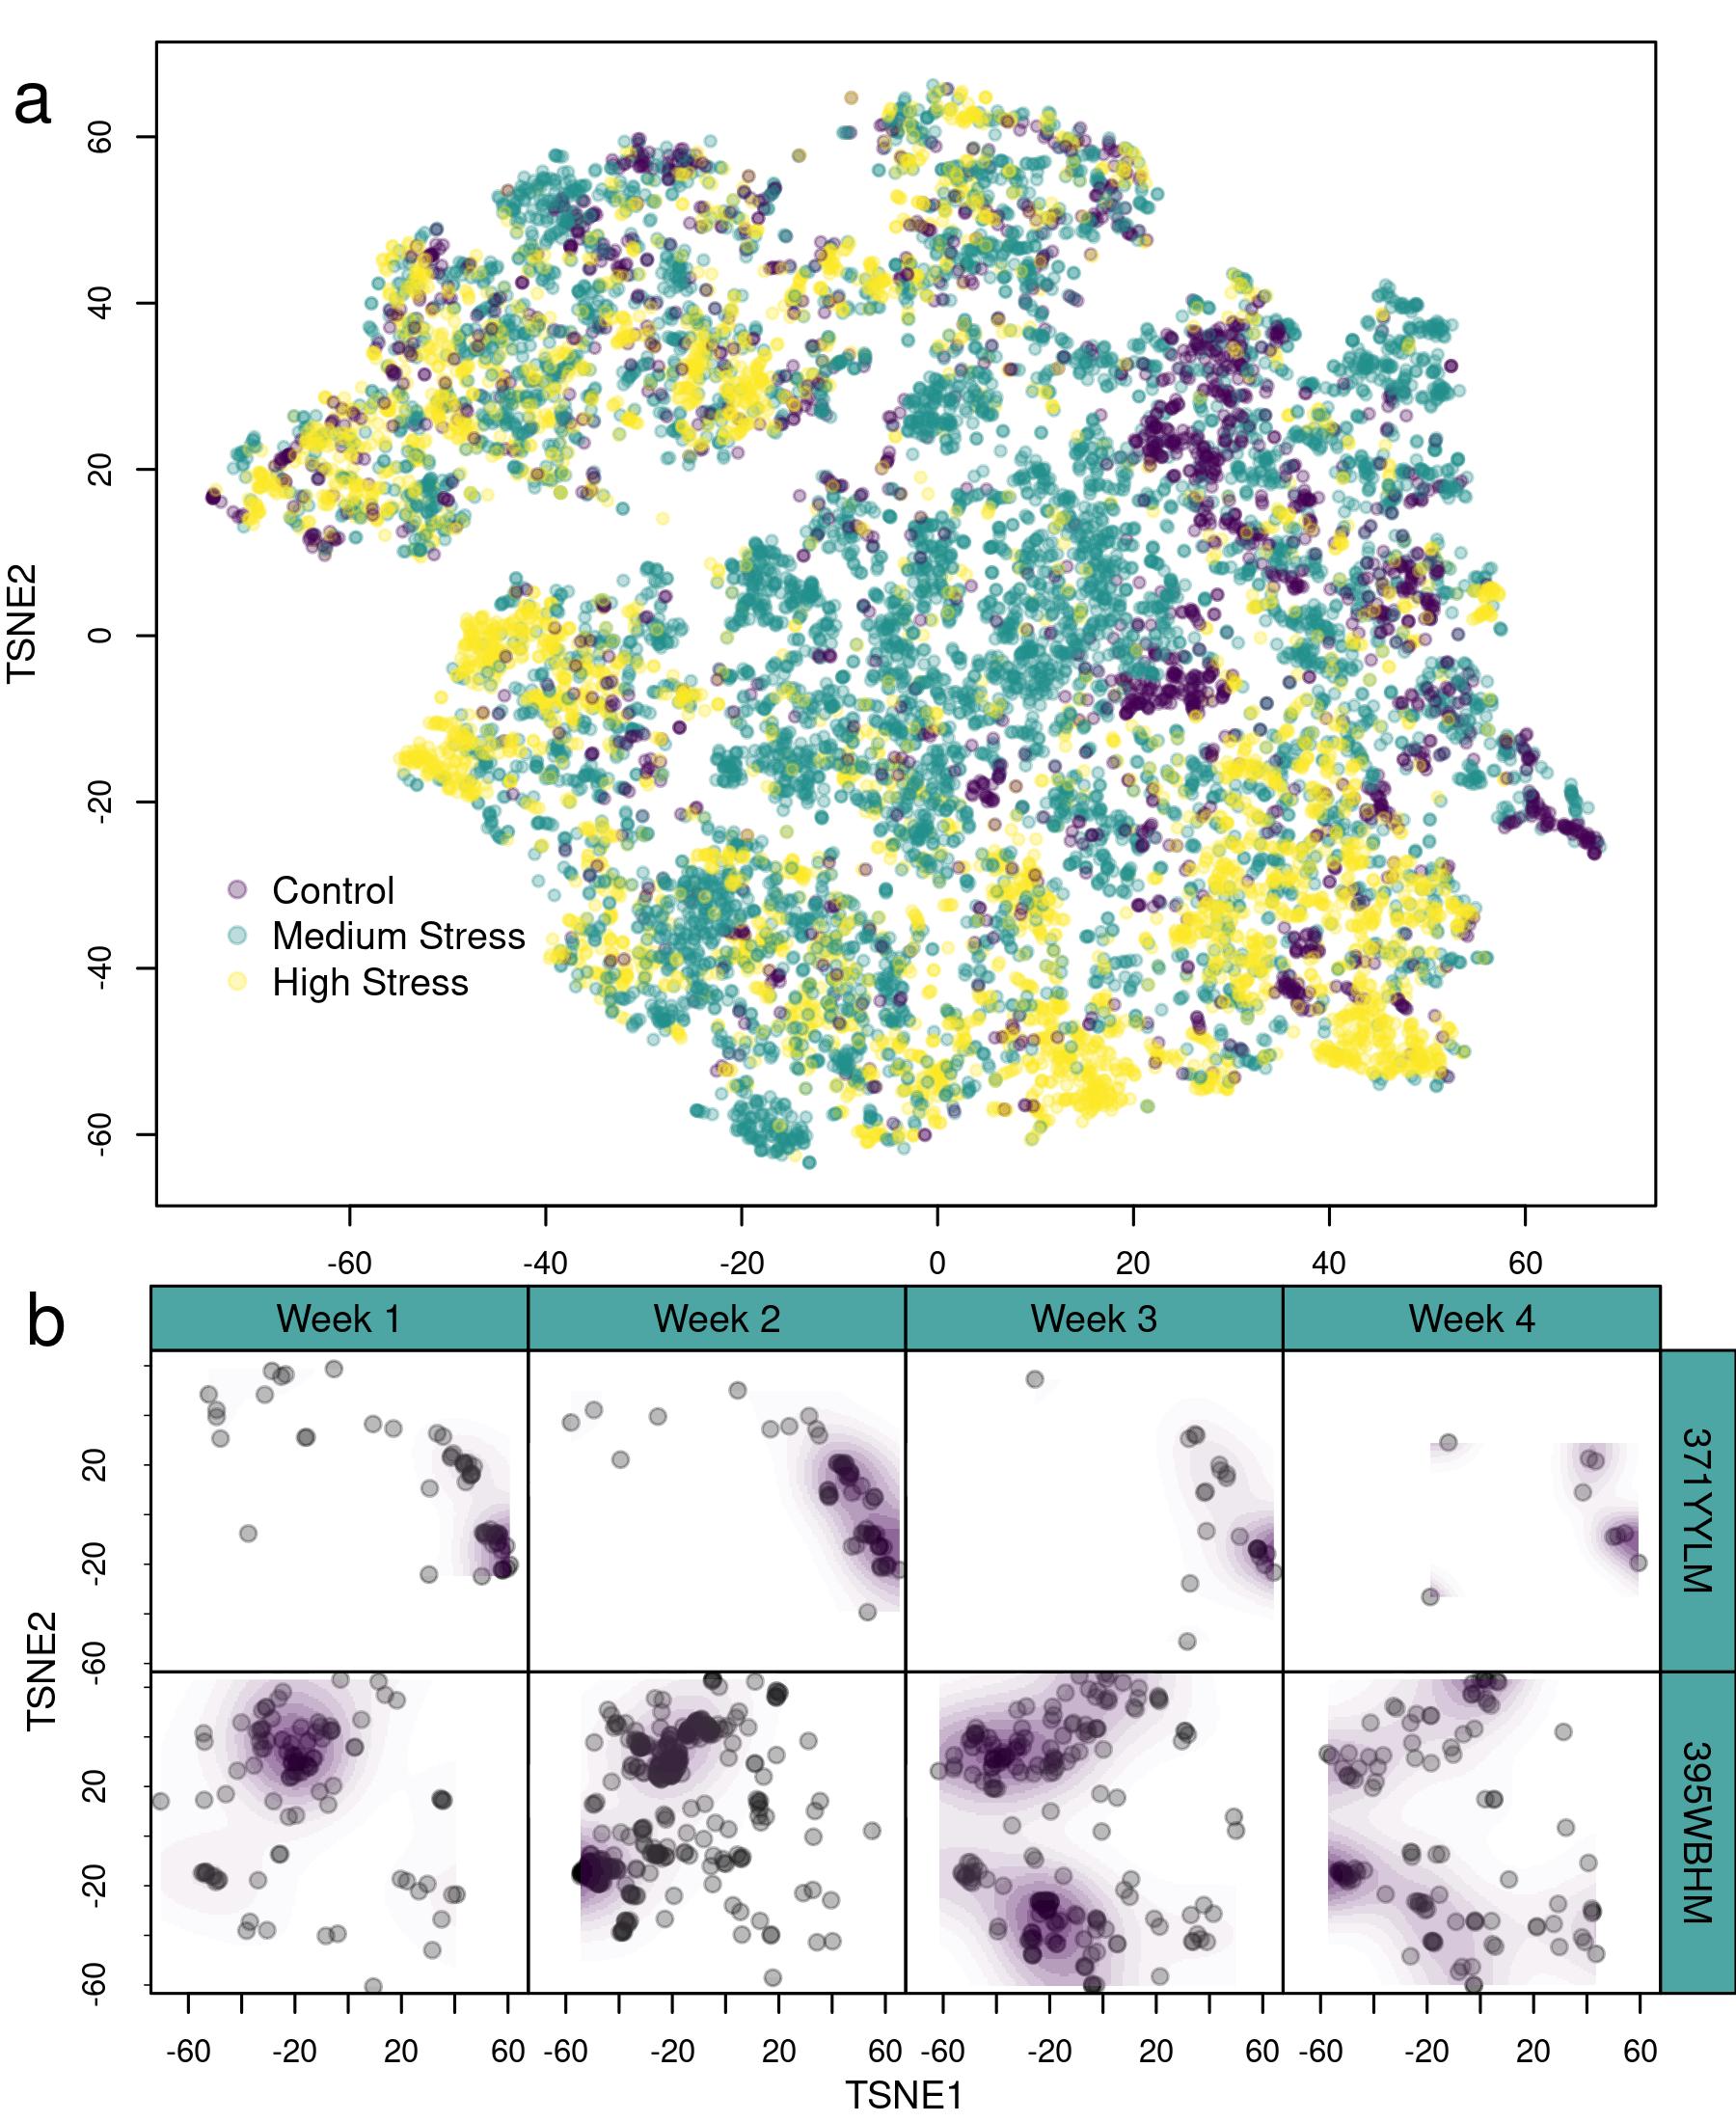 a
TSNE2
60
40
20
0
-20
-40
-60
Control
Medium Stress
High Stress
-60 -40 -20 0 20 40 60
b
Week 1 Week 2 Week 3 Week 4
TSNE2
20
-20
-60
371YYLM
20
-20
-60
395WBHM
-60 -20 20 60 -60 -20 20 60 -60 -20 20 60 -60 -20 20 60
TSNE1